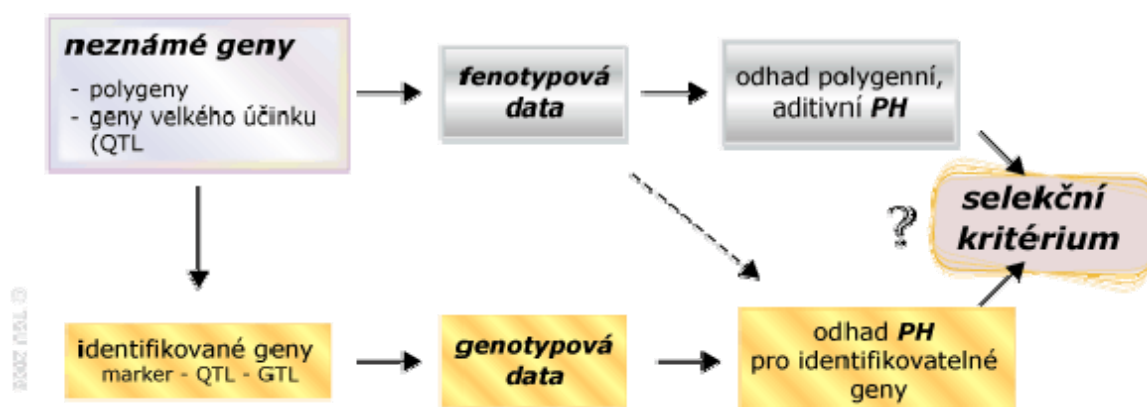 neznámé geny
- polygeny
- geny velkého účinku
(QTL
fenotypová
data
odhad polygenní,
aditivní PH
selekční
kritérium
?
identifikované geny
marker - QTL - GTL
genotypová
data
odhad PH
pro identifikovatelné
geny